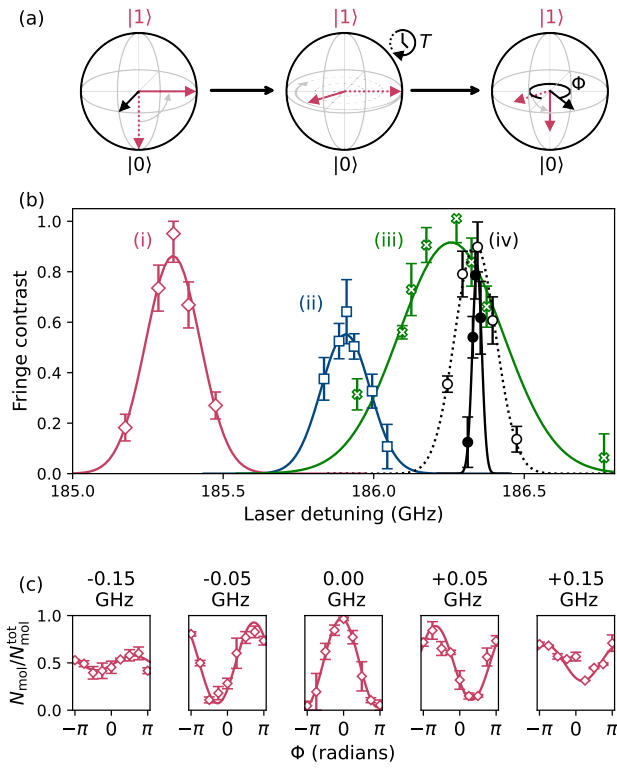 (a)
|1⟩ |1⟩ |1⟩
T
Φ
|0⟩ |0⟩ |0⟩
(b)
Fringe contrast
1.0
0.8
0.6
0.4
0.2
0.0
(i)
(ii)
(iii)
(iv)
185.0 185.5 186.0 186.5
Laser detuning (GHz)
(c)
-0.15 GHz
-0.05 GHz
0.00 GHz
+0.05 GHz
+0.15 GHz
N_mol/N_mol^tot
1.0
0.5
0.0
−π 0 π −π 0 π −π 0 π −π 0 π −π 0 π
Φ (radians)